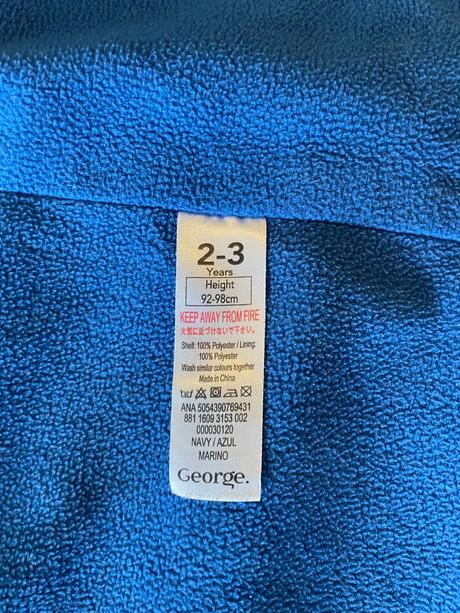 2-3
Years
Height
92-98cm
KEEP AWAY FROM FIRE
火気に近づけないで下さい。
Shell: 100% Polyester / Lining:
100% Polyester
Wash similar colours together
Made in China
ANA 5054390769431
881 1609 3153 002
000030120
NAVY / AZUL
MARINO
George.